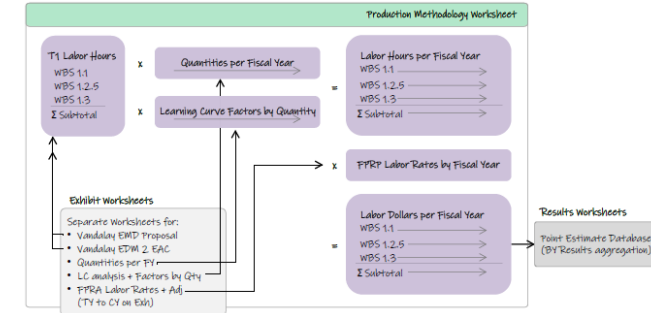 Production Methodology Worksheet
T1 Labor Hours
WBS 1.1
WBS 1.2.5
WBS 1.3
Σ Subtotal
x
Quantities per Fiscal Year
x
Learning Curve Factors by Quantity
=
Labor Hours per Fiscal Year
WBS 1.1
WBS 1.2.5
WBS 1.3
Σ Subtotal
x
FPRP Labor Rates by Fiscal Year
Exhibit Worksheets
Separate Worksheets for:
• Vandalay EMD Proposal
• Vandalay EDM 2 EAC
• Quantities per FY
• LC analysis + Factors by Qty
• FPRA Labor Rates + Adj
(TY to CY on Exh)
=
Labor Dollars per Fiscal Year
WBS 1.1
WBS 1.2.5
WBS 1.3
Σ Subtotal
Results Worksheets
Point Estimate Database
(BY Results aggregation)